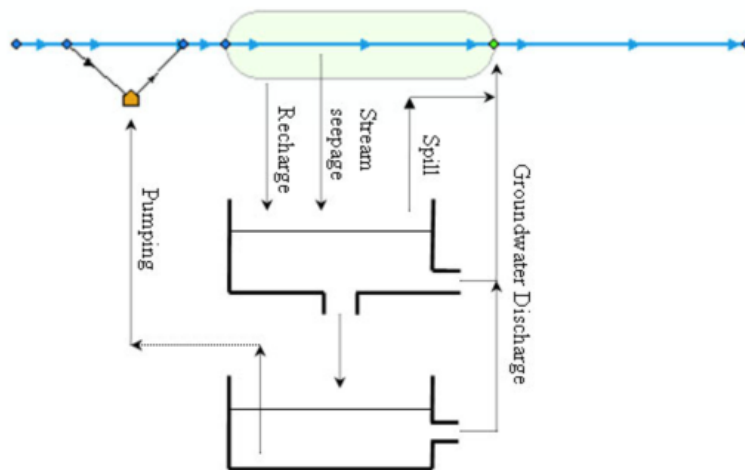 Recharge
Stream
seepage
Spill
Pumping
Groundwater Discharge